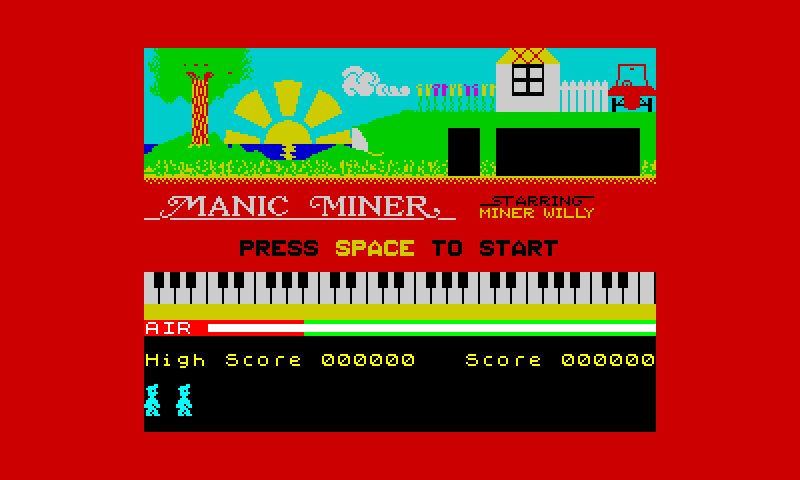 MANIC MINER
STARRING
MINER WILLY
PRESS SPACE TO START
AIR
High Score 000000 Score 000000